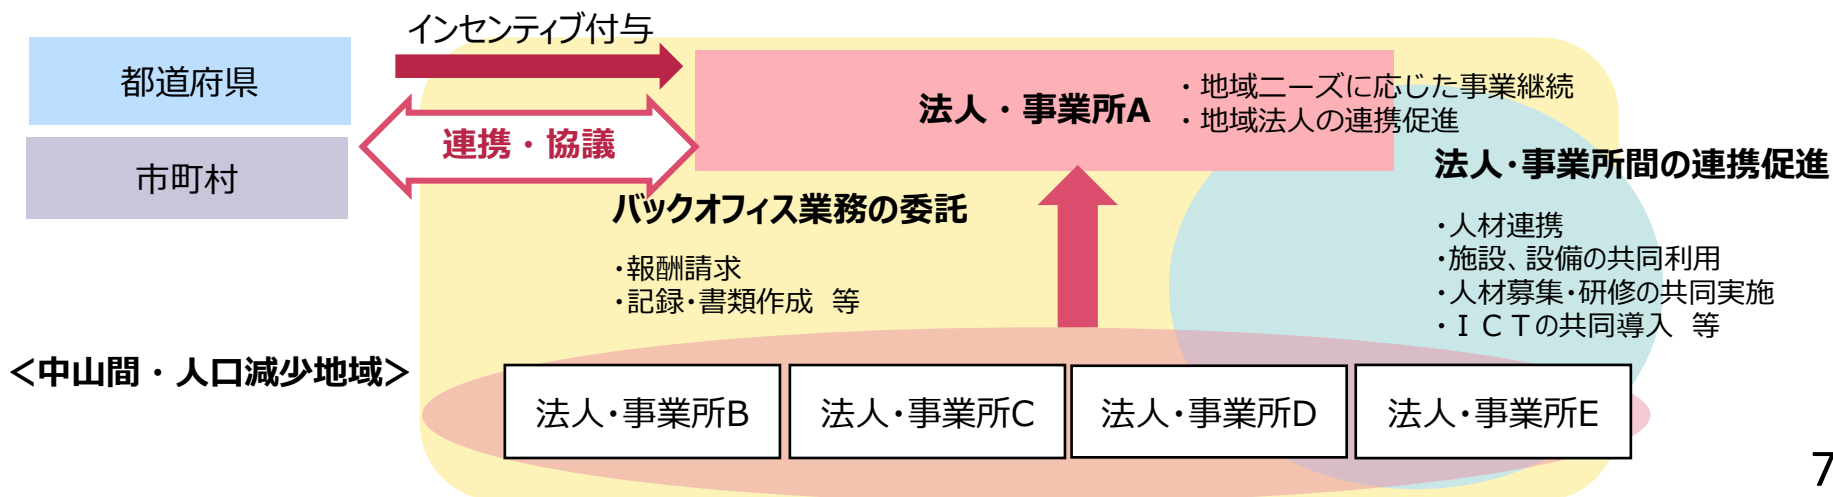 インセンティブ付与
都道府県
市町村
連携・協議
法人・事業所A
・地域ニーズに応じた事業継続
・地域法人の連携促進
バックオフィス業務の委託
・報酬請求
・記録・書類作成　等
法人・事業所間の連携促進
・人材連携
・施設、設備の共同利用
・人材募集・研修の共同実施
・ＩＣＴの共同導入　等
＜中山間・人口減少地域＞
法人・事業所B
法人・事業所C
法人・事業所D
法人・事業所E
7